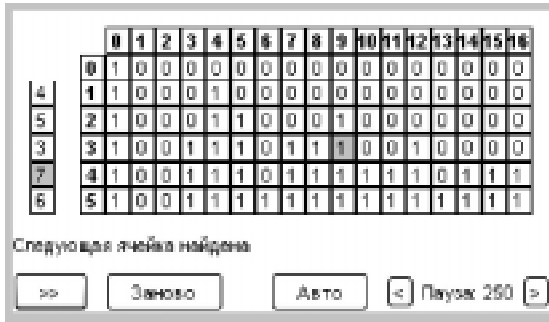 0 1 2 3 4 5 6 7 8 9 10 11 12 13 14 15 16
0 1 0 0 0 0 0 0 0 0 0 0 0 0 0 0 0 0
4 1 1 0 0 0 1 0 0 0 0 0 0 0 0 0 0 0 0
5 2 1 0 0 0 1 1 0 0 0 1 0 0 0 0 0 0 0
3 3 1 0 0 1 1 1 0 1 1 1 0 0 1 0 0 0 0
7 4 1 0 0 1 1 1 0 1 1 1 1 1 1 0 1 1 1
6 5 1 0 0 1 1 1 1 1 1 1 1 1 1 1 1 1 1
Следующая ячейка найдена
>> Заново Авто < Пауза: 250 >